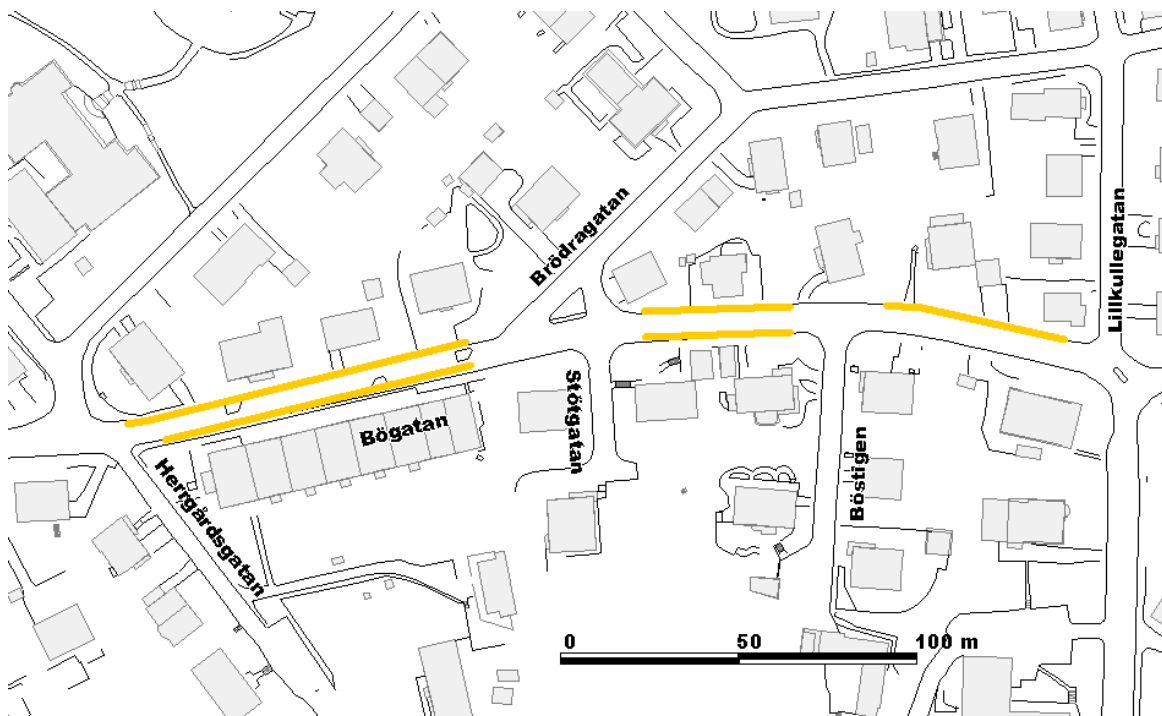 Brödragatan
Lillkullegatan
Bögatan
Stötgatan
Böstigen
Herrgårdsgatan
0 50 100 m